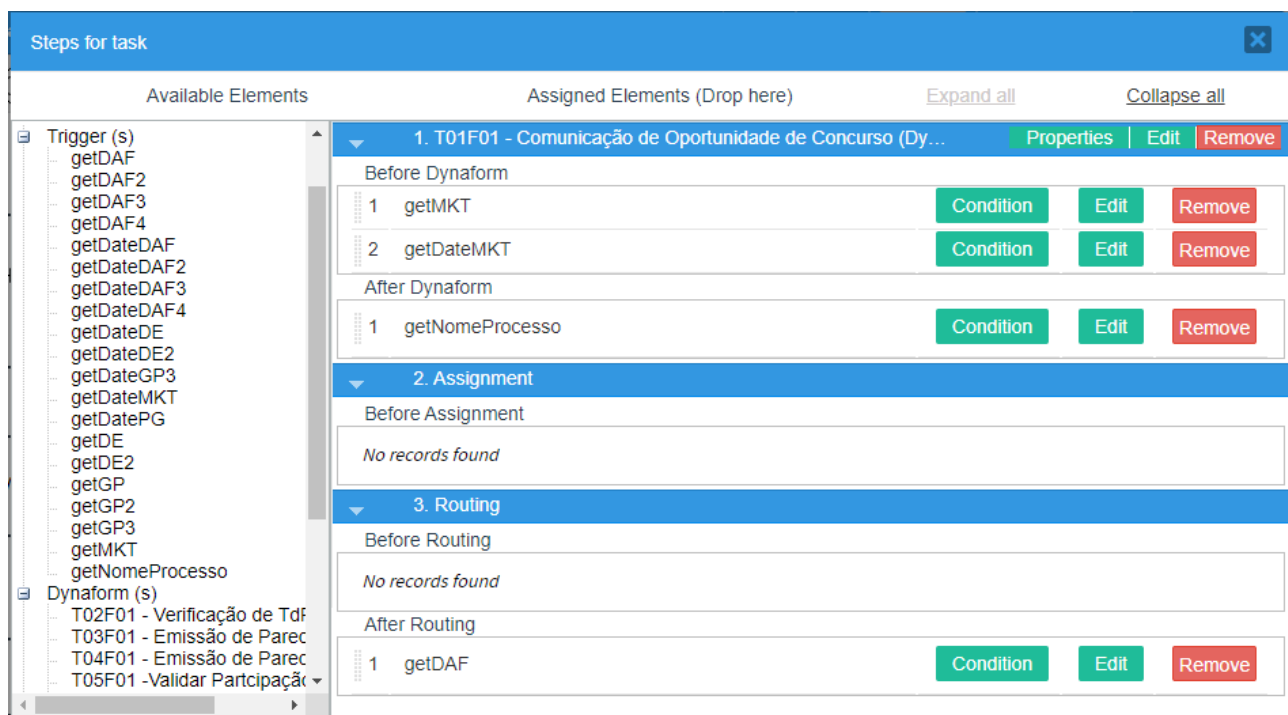 Steps for task
Available Elements Assigned Elements (Drop here) Expand all Collapse all
Trigger (s)
getDAF
getDAF2
getDAF3
getDAF4
getDateDAF
getDateDAF2
getDateDAF3
getDateDAF4
getDateDE
getDateDE2
getDateGP3
getDateMKT
getDatePG
getDE
getDE2
getGP
getGP2
getGP3
getMKT
getNomeProcesso
Dynaform (s)
T02F01 - Verificação de TdF
T03F01 - Emissão de Parec
T04F01 - Emissão de Parec
T05F01 -Validar Partcipaçã
1. T01F01 - Comunicação de Oportunidade de Concurso (Dy... Properties Edit Remove
Before Dynaform
1 getMKT Condition Edit Remove
2 getDateMKT Condition Edit Remove
After Dynaform
1 getNomeProcesso Condition Edit Remove
2. Assignment
Before Assignment
No records found
3. Routing
Before Routing
No records found
After Routing
1 getDAF Condition Edit Remove